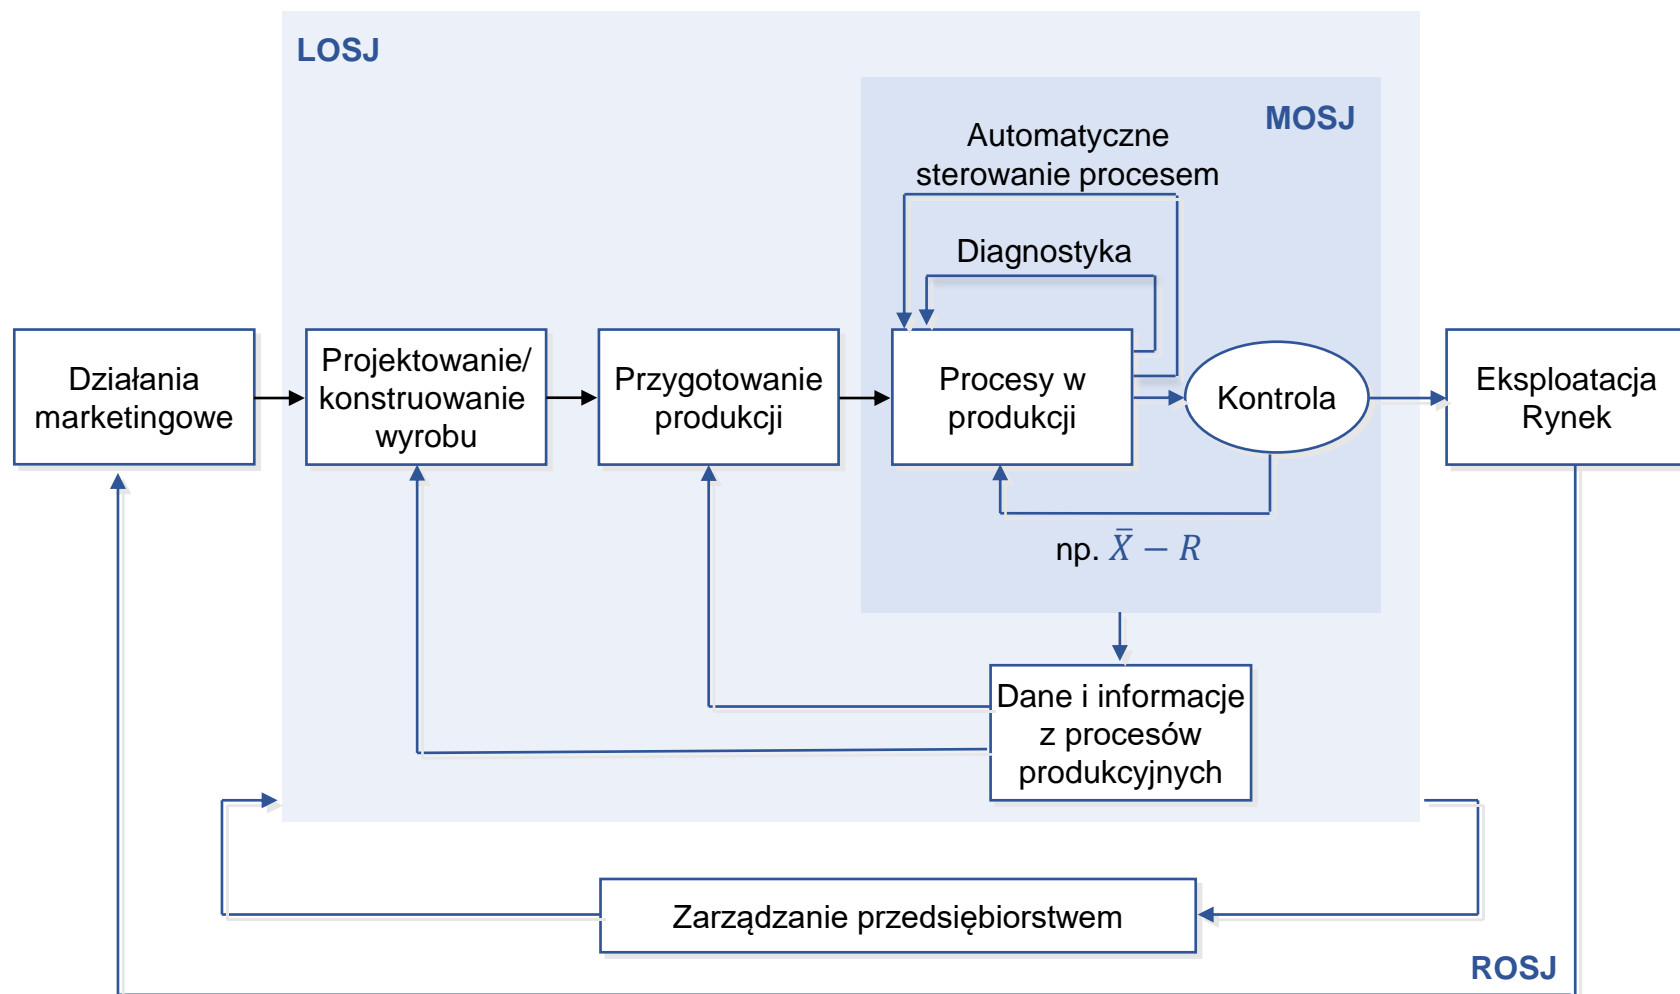 LOSJ
MOSJ
Automatyczne
sterowanie procesem
Diagnostyka
Działania
marketingowe
Projektowanie/
konstruowanie
wyrobu
Przygotowanie
produkcji
Procesy w
produkcji
Kontrola
Eksploatacja
Rynek
np. X̄ − R
Dane i informacje
z procesów
produkcyjnych
Zarządzanie przedsiębiorstwem
ROSJ